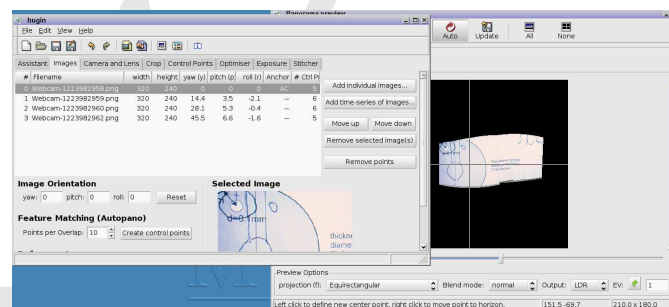 Panorama preview
hugin
File Edit View Help
Auto Update All None
Assistant Images Camera and Lens Crop Control Points Optimiser Exposure Stitcher
# Filename width height yaw (y) pitch (p roll (r) Anchor # Ctrl Pi
0 Webcam-1223982958.png 320 240 0 0 0 AC 5
1 Webcam-1223982959.png 320 240 14.4 3.5 -2.1 -- 6
2 Webcam-1223982960.png 320 240 28.1 5.3 -0.4 -- 6
3 Webcam-1223982962.png 320 240 45.5 6.6 -1.6 -- 5
Add individual images...
Add time-series of images...
Move up Move down
Remove selected image(s)
Remove points
Image Orientation
yaw: 0 pitch: 0 roll: 0 Reset
Feature Matching (Autopano)
Points per Overlap: 10 Create control points
Selected Image
d=0.1mm
thickne
diame
Preview Options
projection (f): Equirectangular Blend mode: normal Output: LDR EV: 1
Left click to define new center point, right click to move point to horizon. 151.5 -69.7 210.0 x 180.0